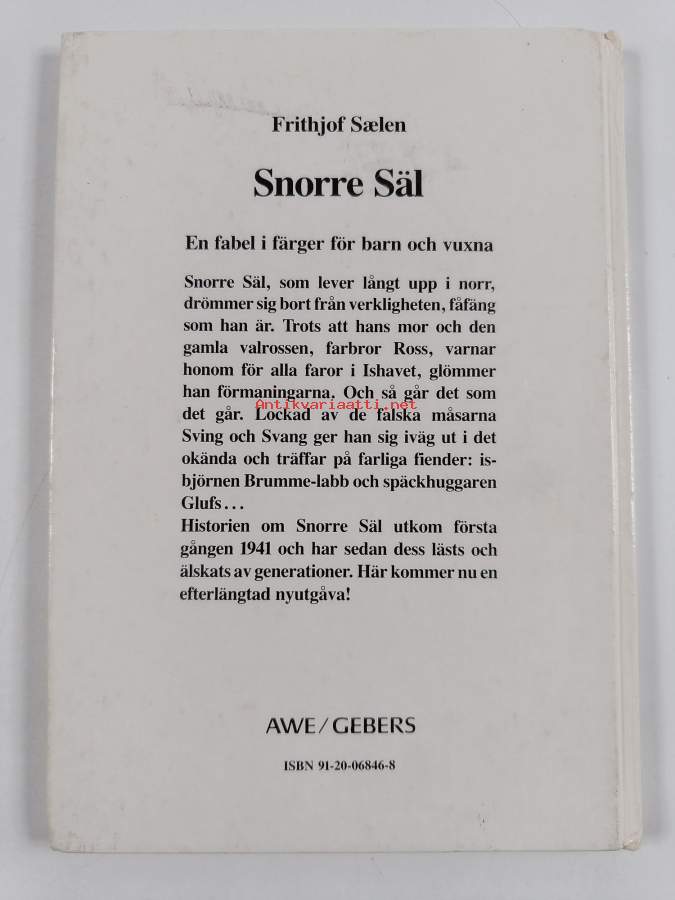 Frithjof Sælen
Snorre Säl
En fabel i färger för barn och vuxna
Snorre Säl, som lever långt upp i norr,
drömmer sig bort från verkligheten, fåfäng
som han är. Trots att hans mor och den
gamla valrossen, farbror Ross, varnar
honom för alla faror i Ishavet, glömmer
han förmaningarna. Och så går det som
Antikvariaatti.net
det går. Lockad av de falska måsarna
Sving och Svang ger han sig iväg ut i det
okända och träffar på farliga fiender: is-
björnen Brumme-labb och späckhuggaren
Glufs...
Historien om Snorre Säl utkom första
gången 1941 och har sedan dess lästs och
älskats av generationer. Här kommer nu en
efterlängtad nyutgåva!
AWE/GEBERS
ISBN 91-20-06846-8